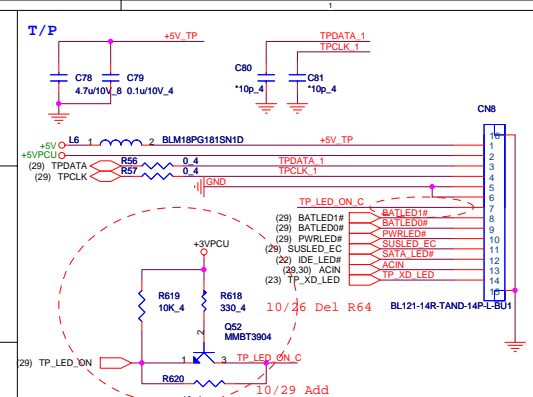 1
T/P
+5V_TP
TPDATA_1
TPCLK_1
C78
4.7u/10V_8
C79
0.1u/10V_4
C80
*10p_4
C81
*10p_4
CN8
+5V
L6
1
2
BLM18PG181SN1D
+5V_TP
+5VPCU
(29) TPDATA
R56
0_4
TPDATA_1
(29) TPCLK
R57
0_4
TPCLK_1
GND
16
1
2
3
4
5
6
7
8
9
10
11
12
13
14
15
TP_LED_ON_C
(29) BATLED1#
BATLED1#
(29) BATLED0#
BATLED0#
(29) PWRLED#
PWRLED#
(29) SUSLED_EC
SUSLED_EC
(22) IDE_LED#
SATA_LED#
(29,30) ACIN
ACIN
(23) TP_XD_LED
TP_XD_LED
BL121-14R-TAND-14P-L-BU1
+3VPCU
R619
10K_4
R618
330_4
10/26 Del R64
2
Q52
MMBT3904
(29) TP_LED_ON
1
3
TP_LED_ON_C
R620
10/29 Add